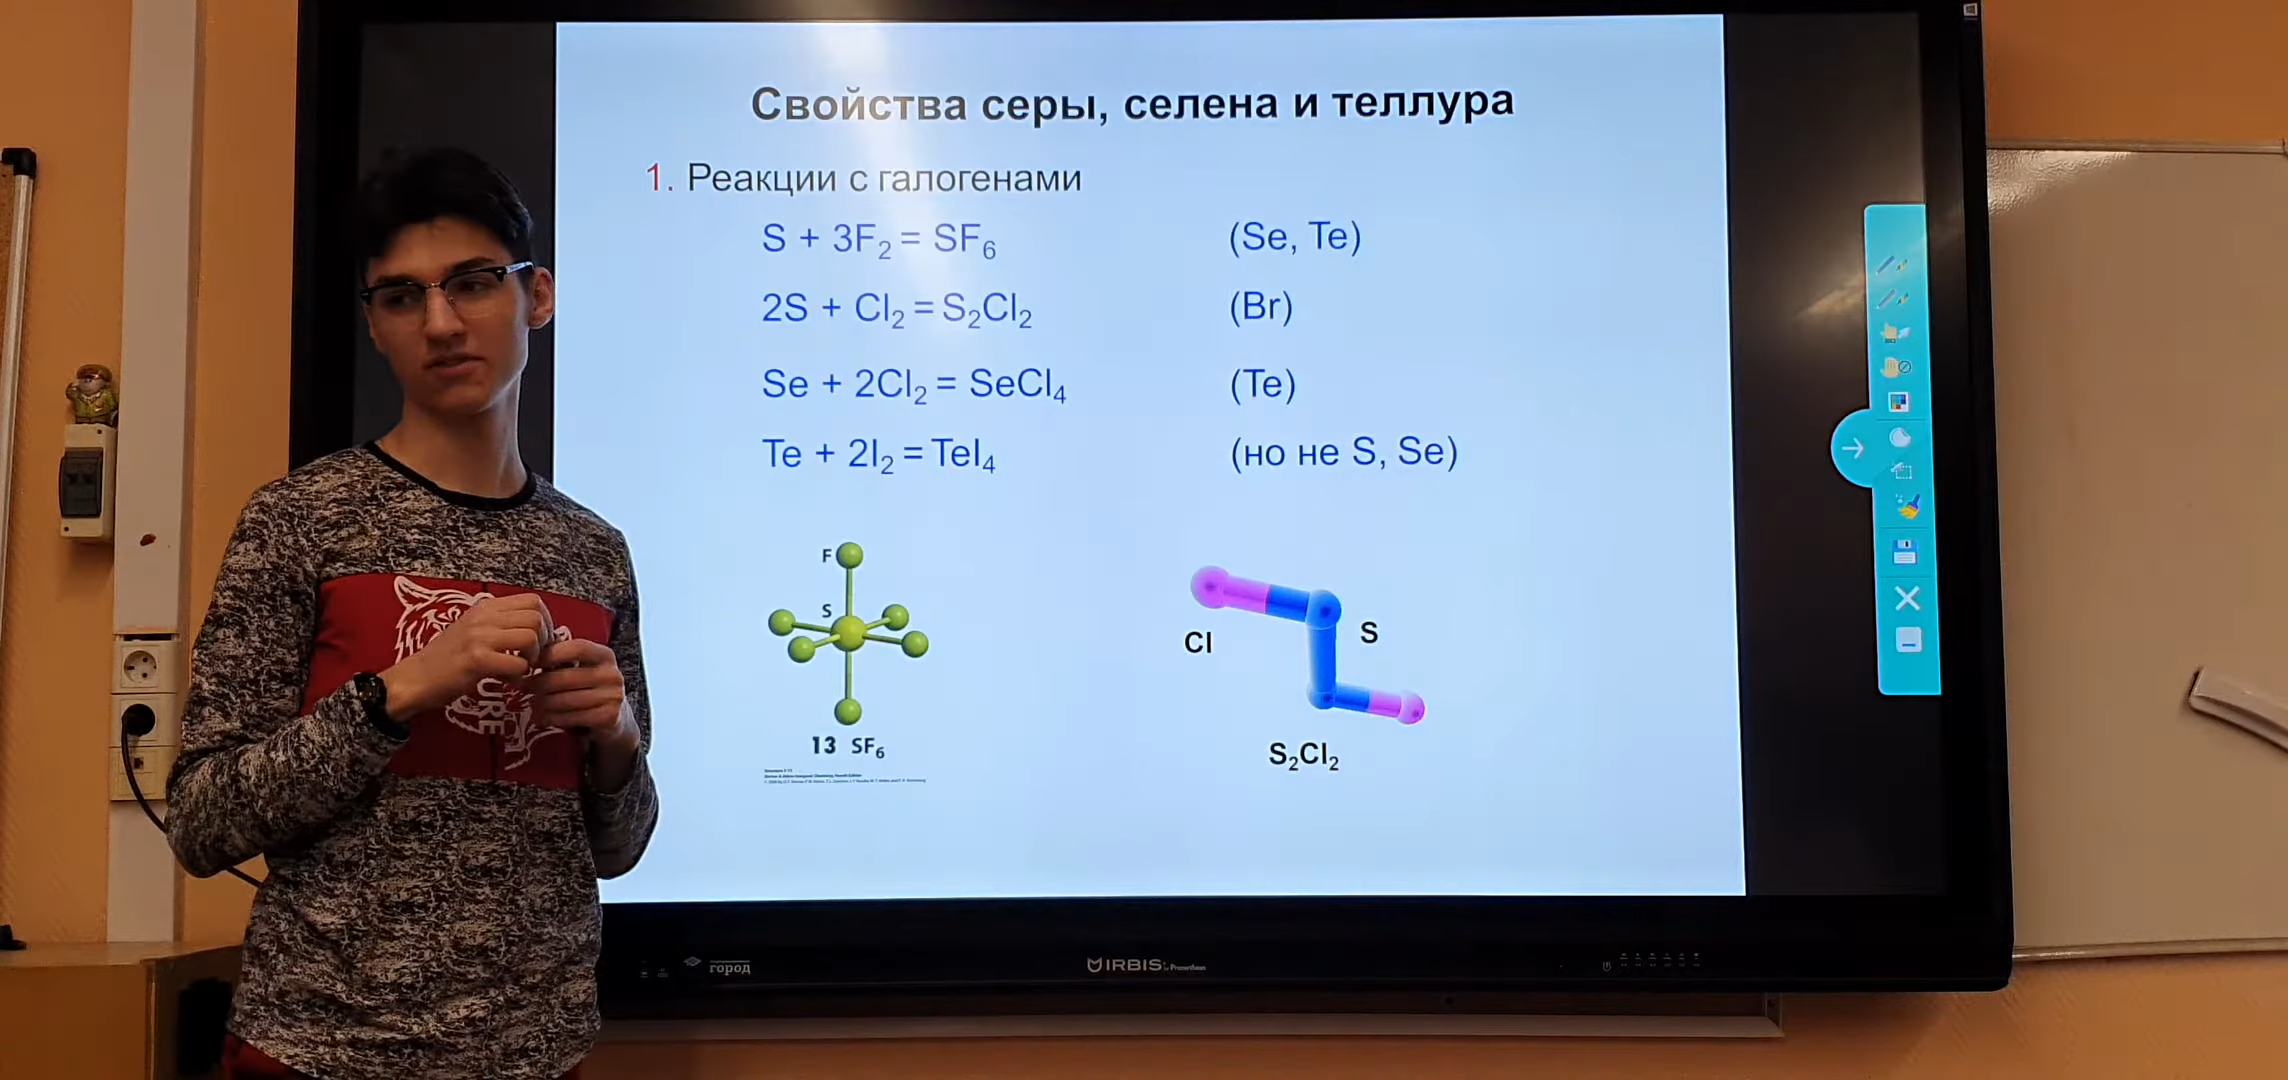 Свойства серы, селена и теллура
1. Реакции с галогенами
S + 3F₂ = SF₆ (Se, Te)
2S + Cl₂ = S₂Cl₂ (Br)
Se + 2Cl₂ = SeCl₄ (Te)
Te + 2I₂ = TeI₄ (но не S, Se)
F
S
13 SF₆
Cl
S
S₂Cl₂
URE
город
IRBIS